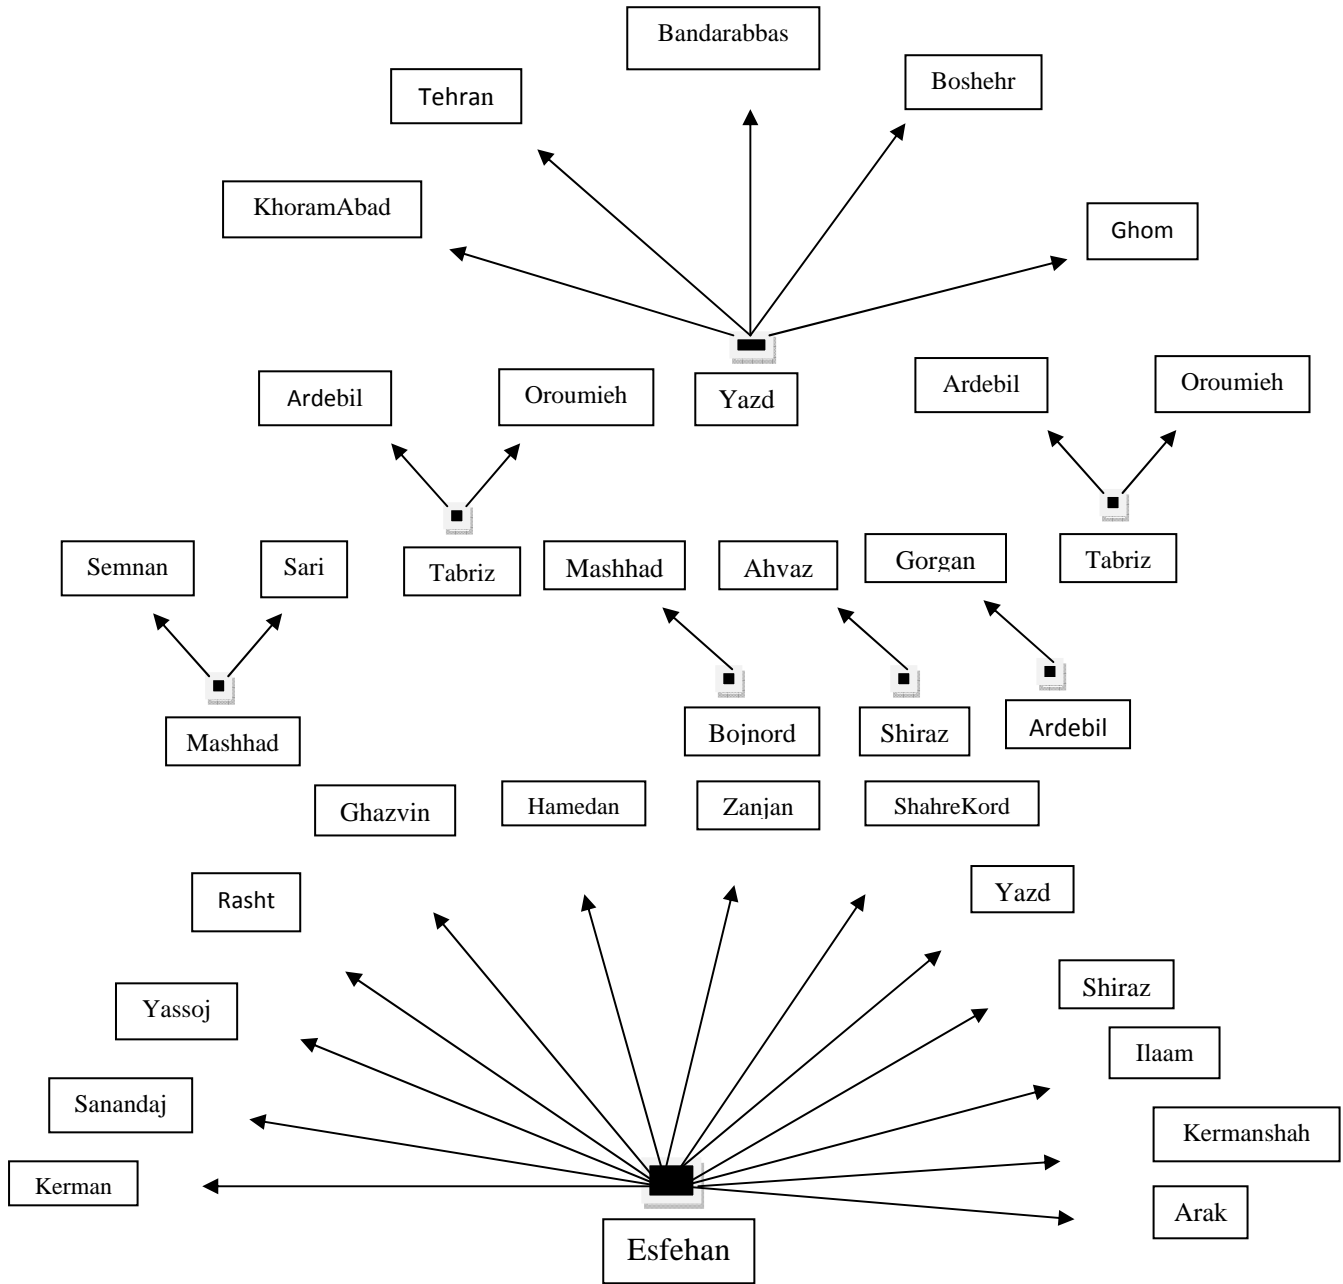 Bandarabbas
Boshehr
Tehran
KhoramAbad
Ghom
Ardebil
Oroumieh
Yazd
Ardebil
Oroumieh
Semnan
Sari
Tabriz
Mashhad
Ahvaz
Gorgan
Tabriz
Mashhad
Bojnord
Shiraz
Ardebil
Ghazvin
Hamedan
Zanjan
ShahreKord
Rasht
Yazd
Yassoj
Shiraz
Ilaam
Sanandaj
Kermanshah
Kerman
Arak
Esfehan